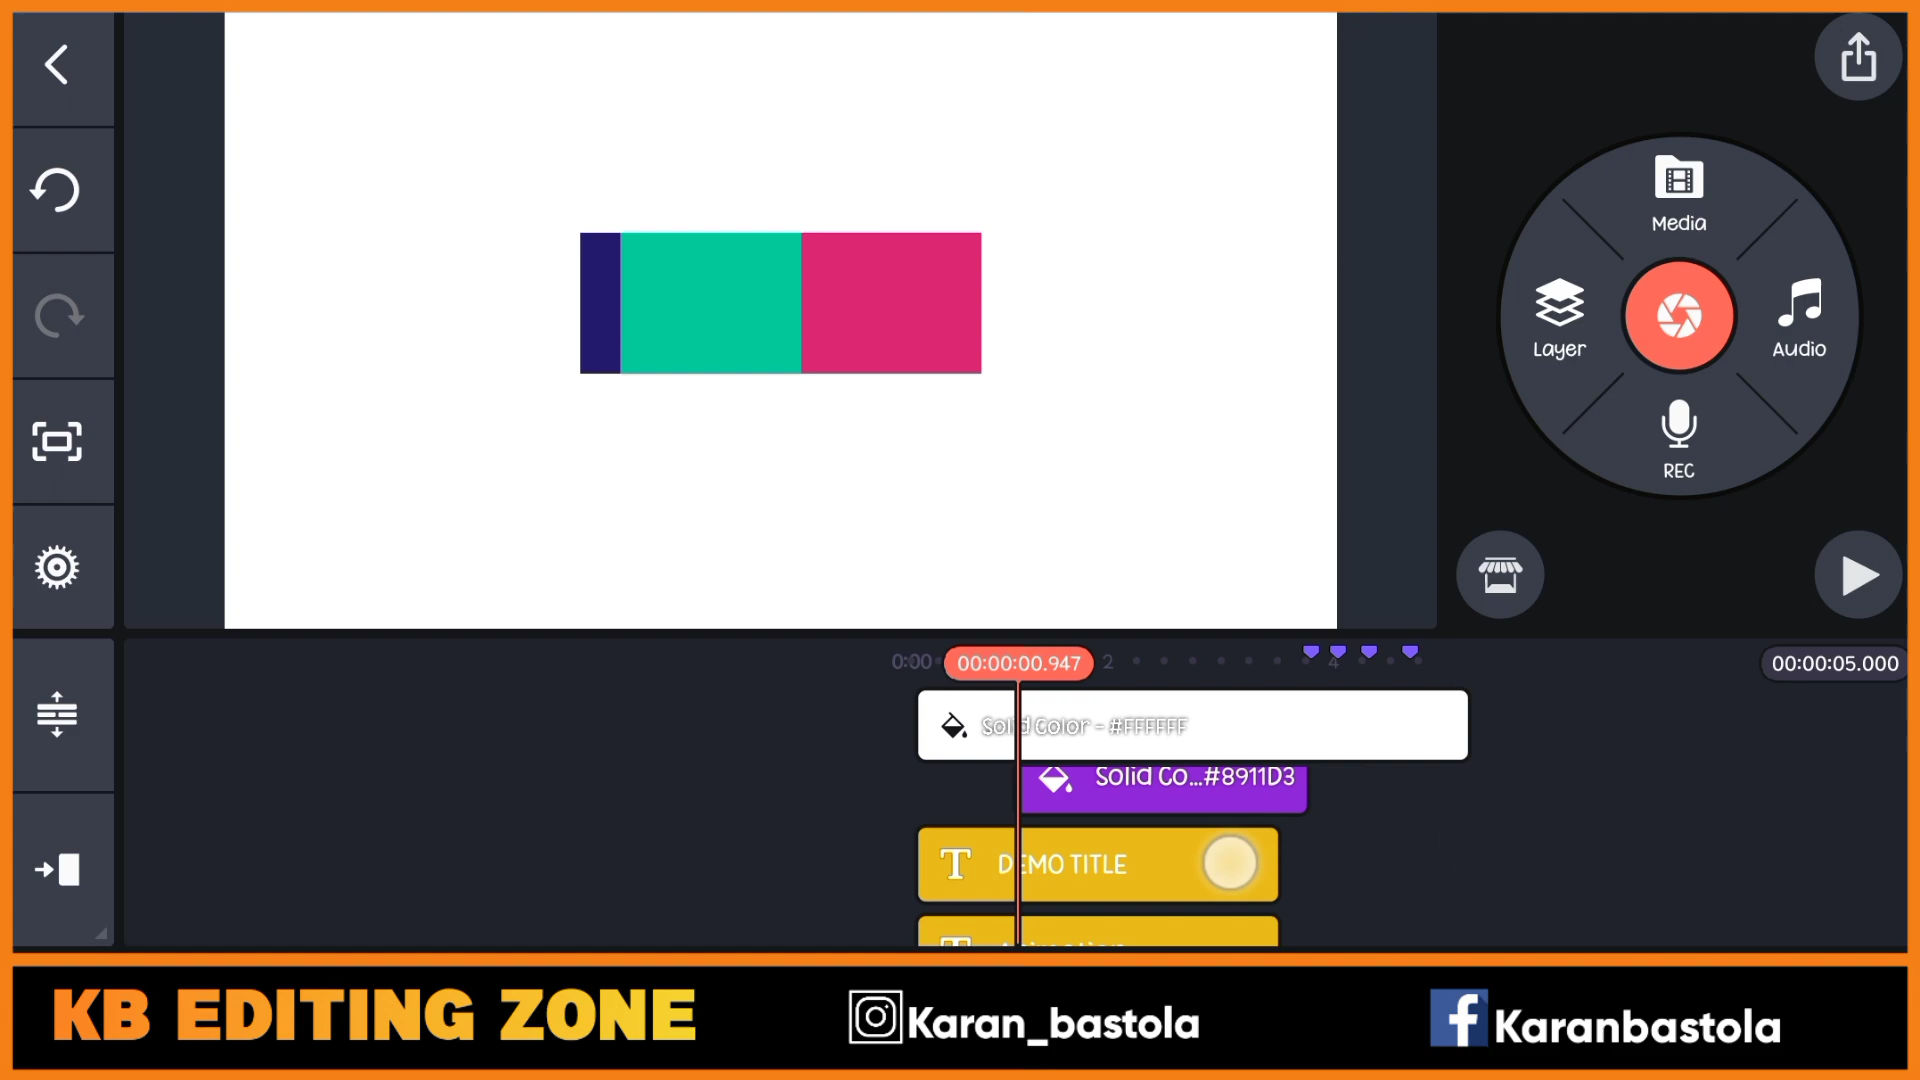 Media
Layer
Audio
REC
0:00
00:00:00.947
2
4
00:00:05.000
Solid Color - #FFFFFF
Solid Co...#8911D3
DEMO TITLE
KB EDITING ZONE
Karan_bastola
Karanbastola